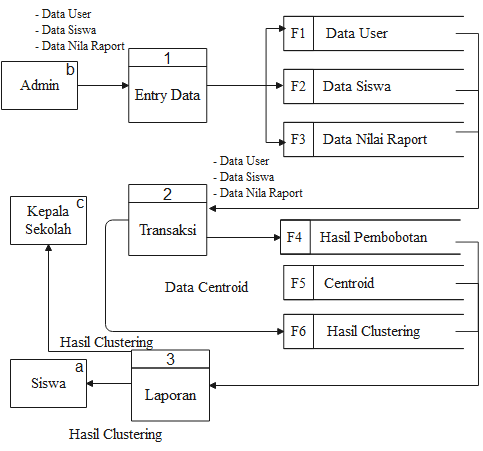 - Data User
- Data Siswa
- Data Nila Raport
b
Admin
1
Entry Data
F1 Data User
F2 Data Siswa
F3 Data Nilai Raport
- Data User
- Data Siswa
- Data Nila Raport
c
Kepala
Sekolah
2
Transaksi
F4 Hasil Pembobotan
Data Centroid
F5 Centroid
F6 Hasil Clustering
Hasil Clustering
a
Siswa
3
Laporan
Hasil Clustering